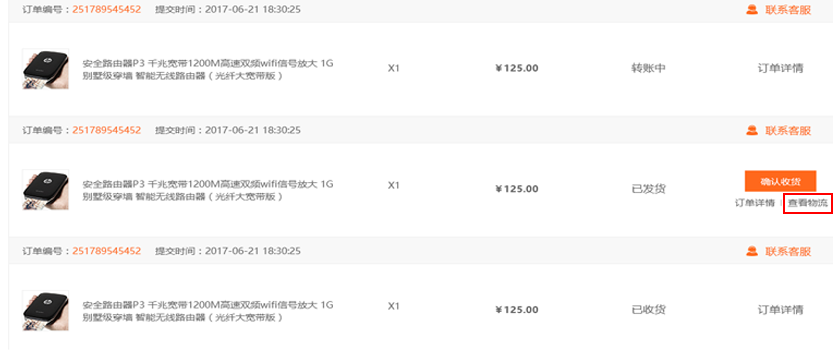 订单编号：251789545452 提交时间：2017-06-21 18:30:25 联系客服
安全路由器P3 千兆宽带1200M高速双频wifi信号放大 1G
别墅级穿墙 智能无线路由器（光纤大宽带版）
X1 ￥125.00 转账中 订单详情
订单编号：251789545452 提交时间：2017-06-21 18:30:25 联系客服
安全路由器P3 千兆宽带1200M高速双频wifi信号放大 1G
别墅级穿墙 智能无线路由器（光纤大宽带版）
X1 ￥125.00 已发货
确认收货
订单详情 | 查看物流
订单编号：251789545452 提交时间：2017-06-21 18:30:25 联系客服
安全路由器P3 千兆宽带1200M高速双频wifi信号放大 1G
别墅级穿墙 智能无线路由器（光纤大宽带版）
X1 ￥125.00 已收货 订单详情